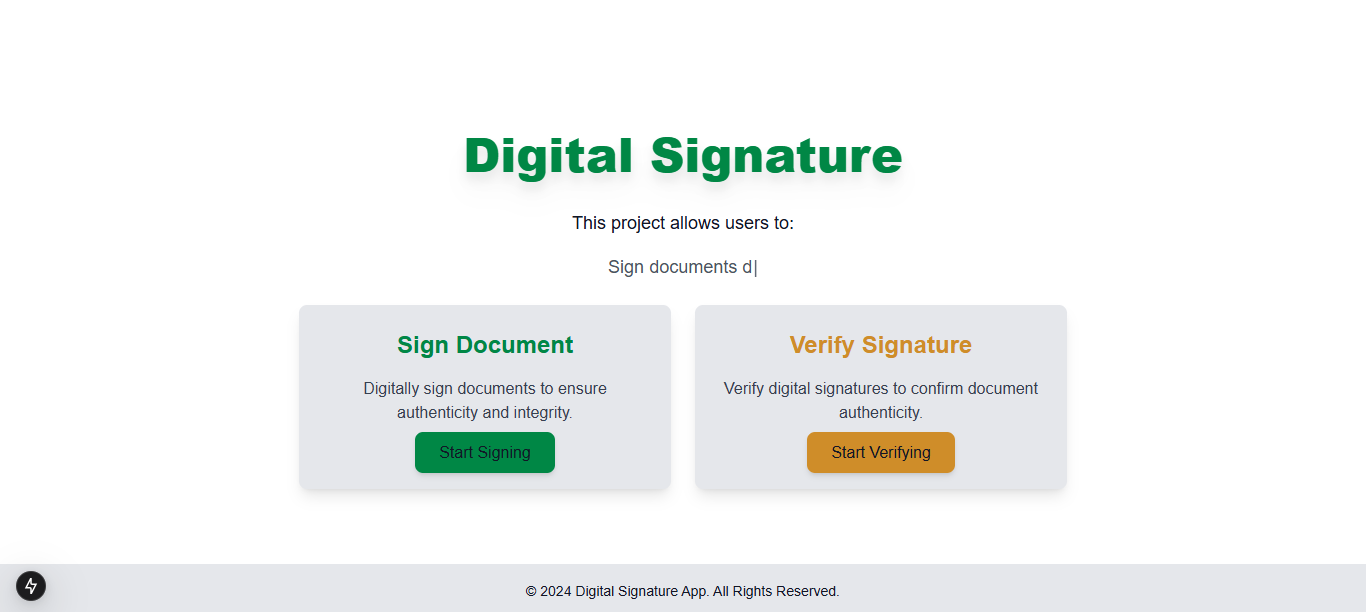 Digital Signature
This project allows users to:
Sign documents d|
Sign Document
Digitally sign documents to ensure
authenticity and integrity.
Start Signing
Verify Signature
Verify digital signatures to confirm document
authenticity.
Start Verifying
© 2024 Digital Signature App. All Rights Reserved.